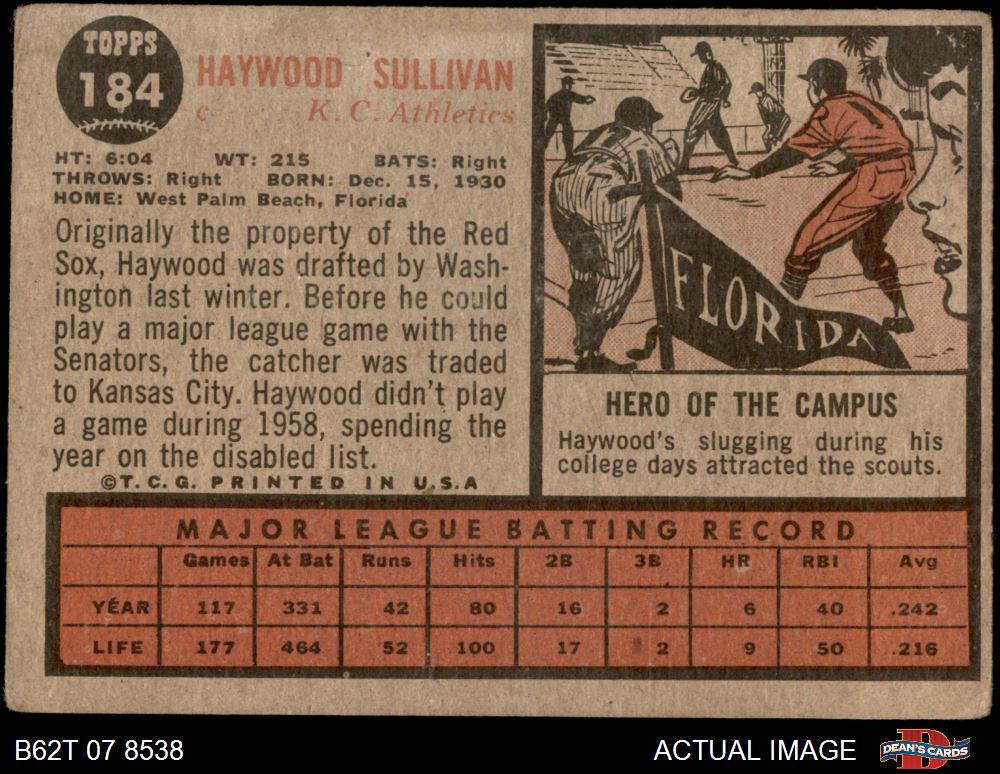 TOPPS
184
HAYWOOD SULLIVAN
C K. C. Athletics
HT: 6:04 WT: 215 BATS: Right
THROWS: Right BORN: Dec. 15, 1930
HOME: West Palm Beach, Florida
Originally the property of the Red
Sox, Haywood was drafted by Wash-
ington last winter. Before he could
play a major league game with the
Senators, the catcher was traded
to Kansas City. Haywood didn't play
a game during 1958, spending the
year on the disabled list.
©T.C.G. PRINTED IN U.S.A
FLORIDA
HERO OF THE CAMPUS
Haywood's slugging during his
college days attracted the scouts.
MAJOR LEAGUE BATTING RECORD
Games At Bat Runs Hits 2B 3B HR RBI Avg
YEAR 117 331 42 80 16 2 6 40 .242
LIFE 177 464 52 100 17 2 9 50 .216
B62T 07 8538 ACTUAL IMAGE DEAN'S CARDS